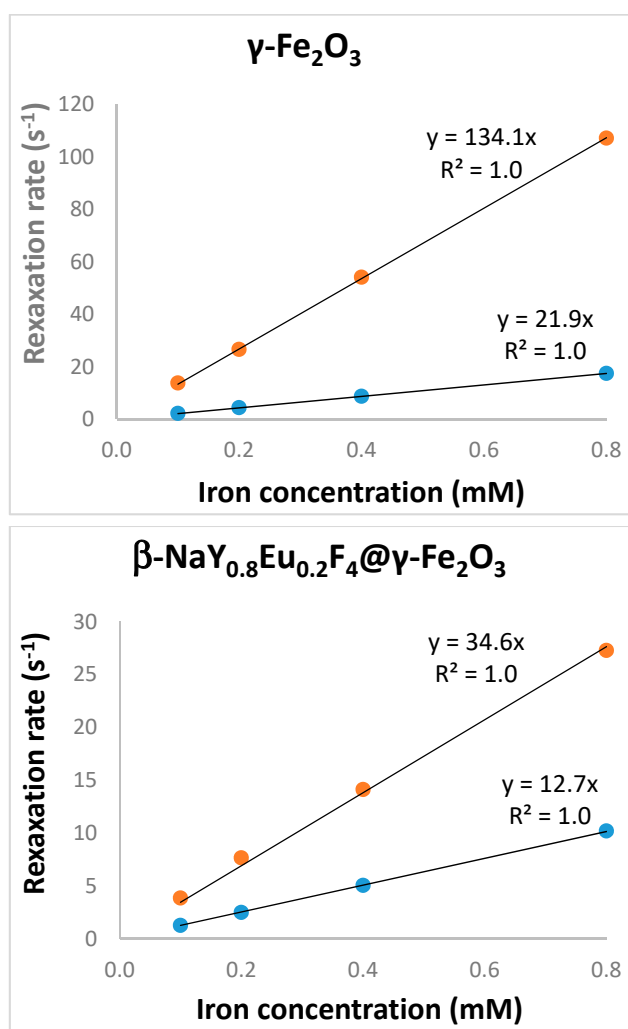 γ-Fe₂O₃
Rexaxation rate (s⁻¹)
120
100
80
60
40
20
0
y = 134.1x
R² = 1.0
y = 21.9x
R² = 1.0
0.0 0.2 0.4 0.6 0.8
Iron concentration (mM)
β-NaY₀.₈Eu₀.₂F₄@γ-Fe₂O₃
Rexaxation rate (s⁻¹)
30
25
20
15
10
5
0
y = 34.6x
R² = 1.0
y = 12.7x
R² = 1.0
0.0 0.2 0.4 0.6 0.8
Iron concentration (mM)